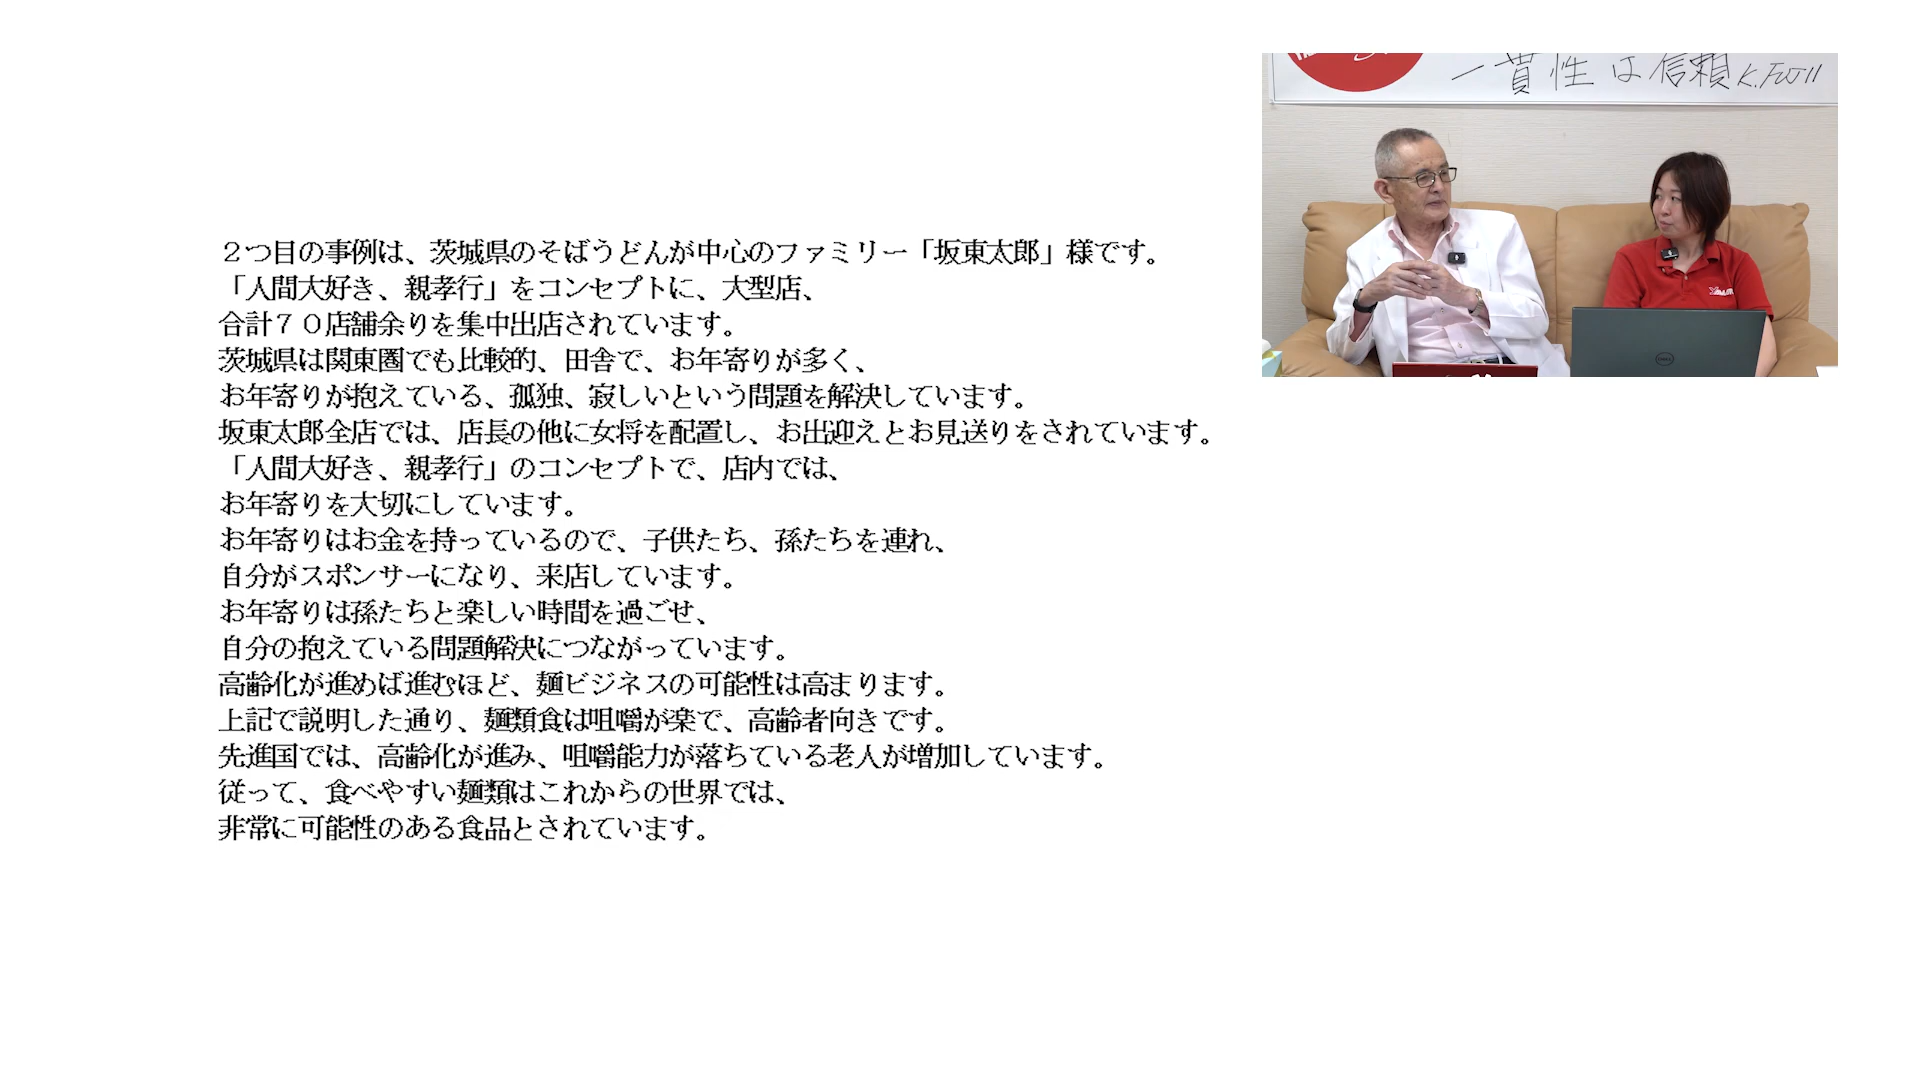 ２つ目の事例は、茨城県のそばうどんが中心のファミリー「坂東太郎」様です。
「人間大好き、親孝行」をコンセプトに、大型店、
合計７０店舗余りを集中出店されています。
茨城県は関東圏でも比較的、田舎で、お年寄りが多く、
お年寄りが抱えている、孤独、寂しいという問題を解決しています。
坂東太郎全店では、店長の他に女将を配置し、お出迎えとお見送りをされています。
「人間大好き、親孝行」のコンセプトで、店内では、
お年寄りを大切にしています。
お年寄りはお金を持っているので、子供たち、孫たちを連れ、
自分がスポンサーになり、来店しています。
お年寄りは孫たちと楽しい時間を過ごせ、
自分の抱えている問題解決につながっています。
高齢化が進めば進むほど、麺ビジネスの可能性は高まります。
上記で説明した通り、麺類食は咀嚼が楽で、高齢者向きです。
先進国では、高齢化が進み、咀嚼能力が落ちている老人が増加しています。
従って、食べやすい麺類はこれからの世界では、
非常に可能性のある食品とされています。
一貫性は信頼 K.FUJII
DELL